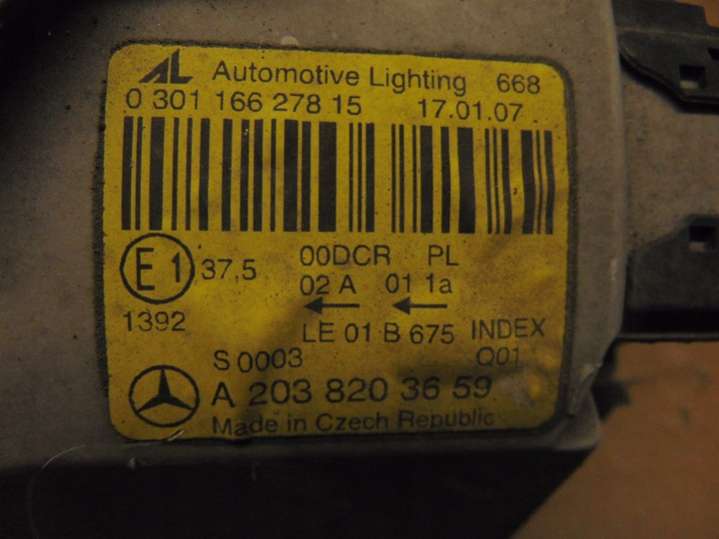 AL Automotive Lighting 668
0 301 166 278 15 17.01.07
E1 37,5 00DCR PL
02 A 01 1a
1392 LE 01 B 675 INDEX
S 0003 Q01
A 203 820 36 59
Made in Czech Republic